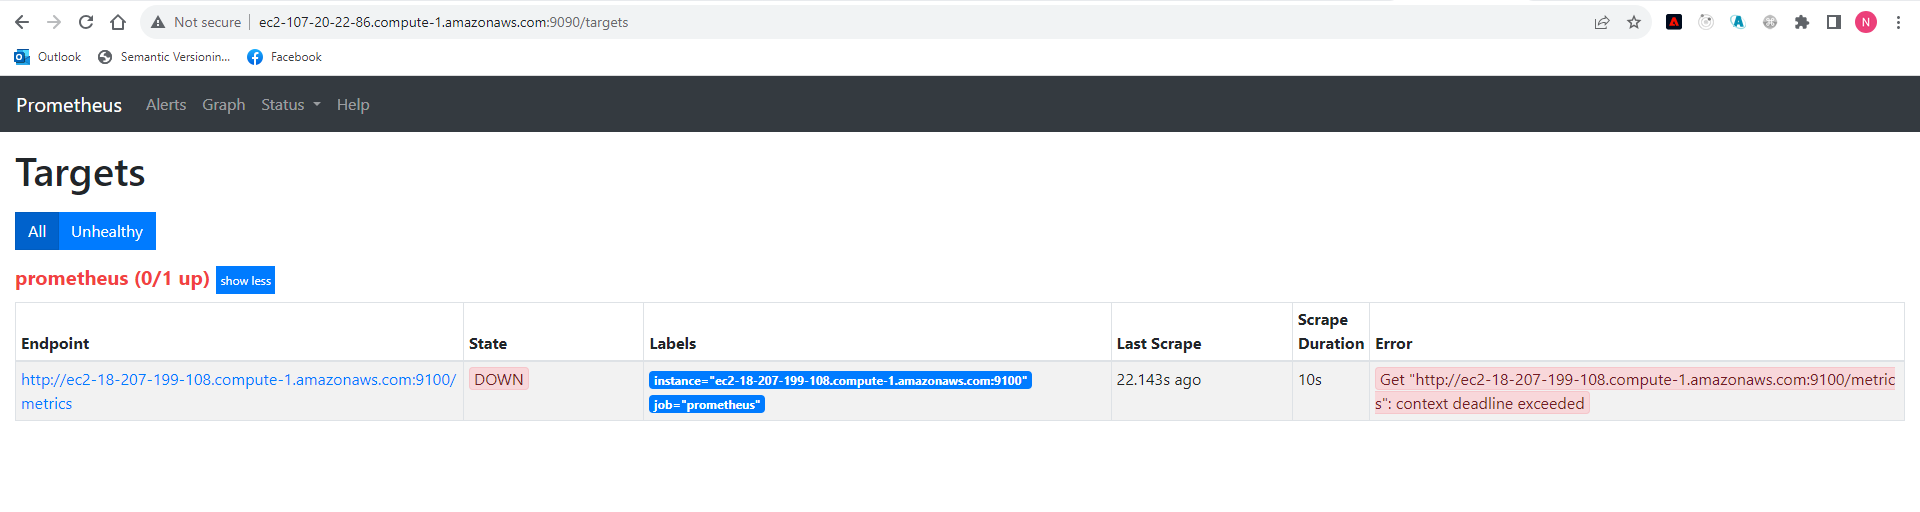 Not secure | ec2-107-20-22-86.compute-1.amazonaws.com:9090/targets
N
Outlook Semantic Versionin... Facebook
Prometheus Alerts Graph Status Help
Targets
All Unhealthy
prometheus (0/1 up) show less
Scrape
Endpoint State Labels Last Scrape Duration Error
http://ec2-18-207-199-108.compute-1.amazonaws.com:9100/ DOWN instance="ec2-18-207-199-108.compute-1.amazonaws.com:9100" 22.143s ago 10s Get "http://ec2-18-207-199-108.compute-1.amazonaws.com:9100/metric
metrics job="prometheus" s": context deadline exceeded